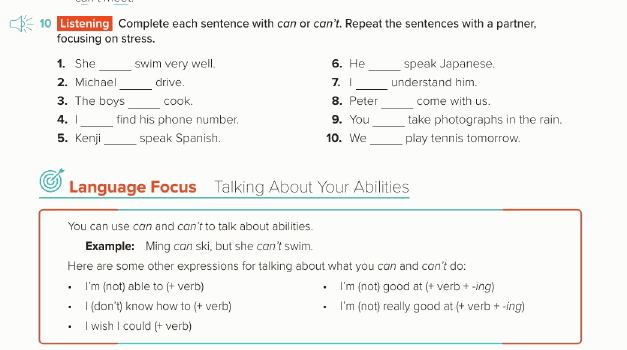 can't meet.
10 Listening Complete each sentence with can or can't. Repeat the sentences with a partner,
focusing on stress.
1. She _____ swim very well.
2. Michael _____ drive.
3. The boys _____ cook.
4. I _____ find his phone number.
5. Kenji _____ speak Spanish.
6. He _____ speak Japanese.
7. I _____ understand him.
8. Peter _____ come with us.
9. You _____ take photographs in the rain.
10. We _____ play tennis tomorrow.
Language Focus Talking About Your Abilities
You can use can and can't to talk about abilities.
Example: Ming can ski, but she can't swim.
Here are some other expressions for talking about what you can and can't do:
• I'm (not) able to (+ verb)
• I (don't) know how to (+ verb)
• I wish I could (+ verb)
• I'm (not) good at (+ verb + -ing)
• I'm (not) really good at (+ verb + -ing)